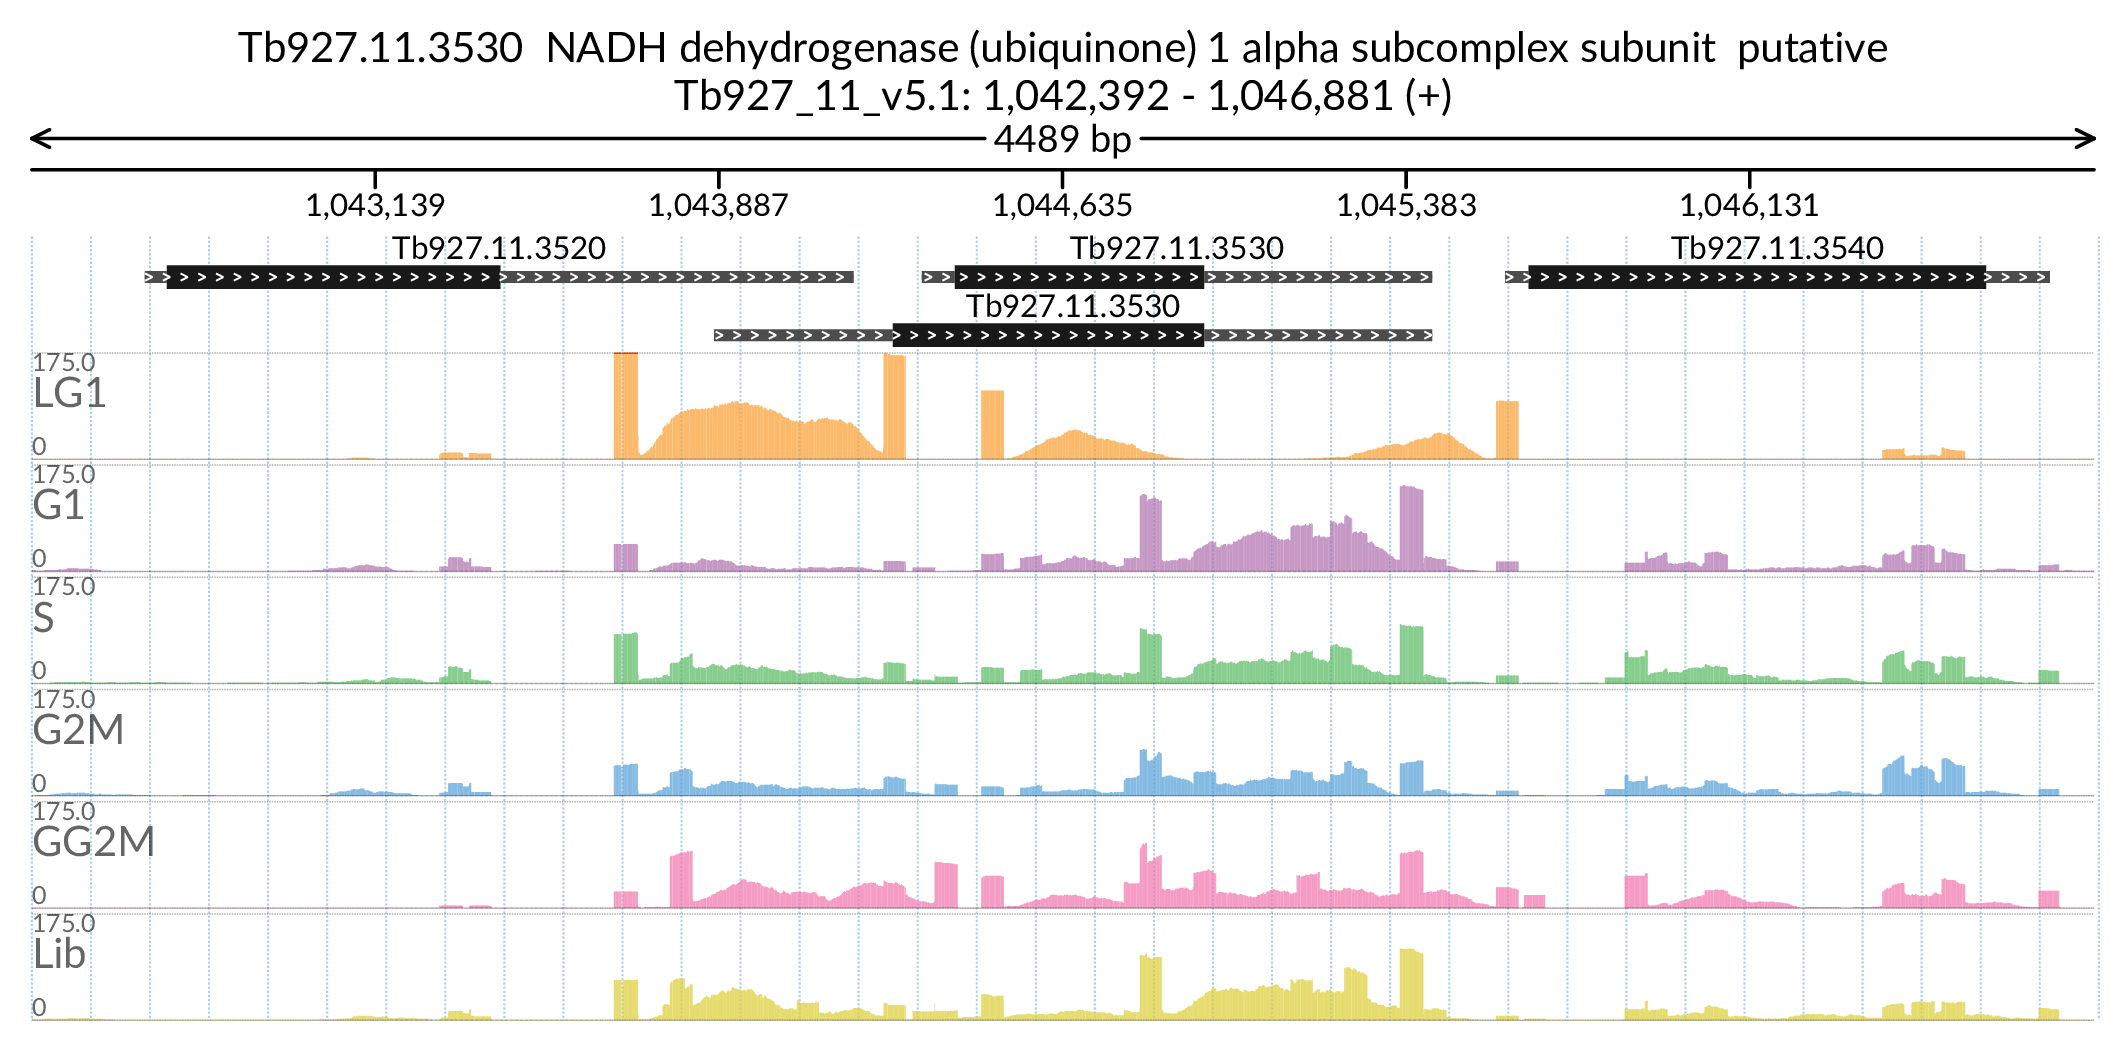 Tb927.11.3530  NADH dehydrogenase (ubiquinone) 1 alpha subcomplex subunit  putative
Tb927_11_v5.1: 1,042,392 - 1,046,881 (+)
4489 bp
1,043,139 1,043,887 1,044,635 1,045,383 1,046,131
Tb927.11.3520 Tb927.11.3530 Tb927.11.3540
Tb927.11.3530
175.0
LG1
0
175.0
G1
0
175.0
S
0
175.0
G2M
0
175.0
GG2M
0
175.0
Lib
0